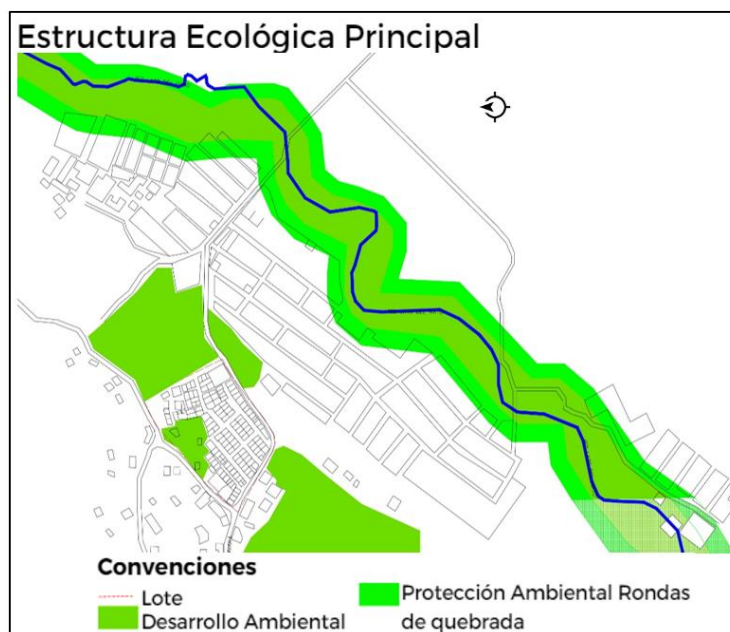 Estructura Ecológica Principal
Convenciones
Lote
Desarrollo Ambiental
Protección Ambiental Rondas
de quebrada